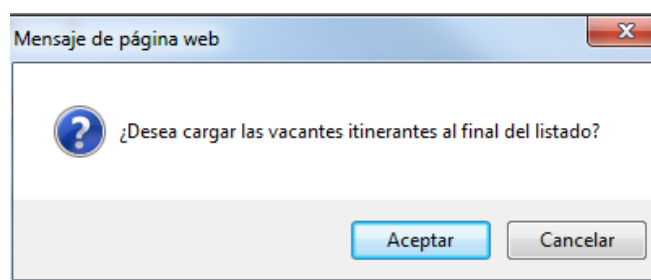 Mensaje de página web
¿Desea cargar las vacantes itinerantes al final del listado?
Aceptar
Cancelar